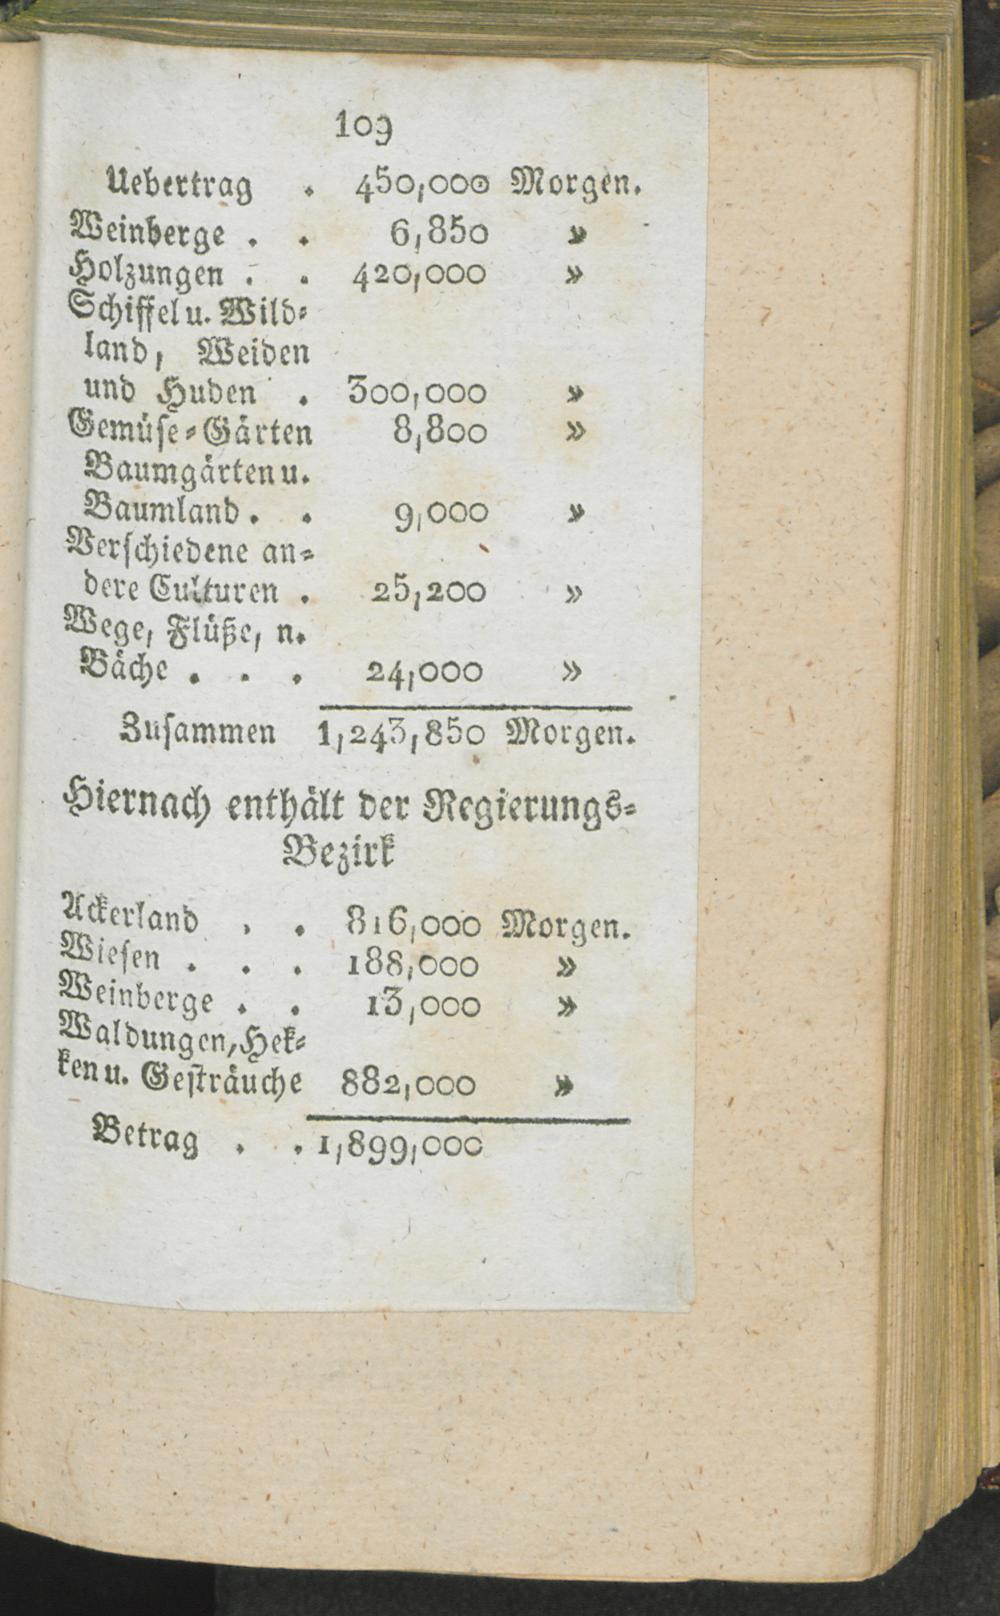 109
Uebertrag . 450,000 Morgen.
Weinberge . . 6,850 »
Holzungen . . 420,000 »
Schiffel u. Wild⸗
land, Weiden
und Huden . 300,000 »
Gemüse⸗Gärten 8,800 »
Baumgärten u.
Baumland . . 9,000 »
Verschiedene an⸗
dere Culturen . 25,200 »
Wege, Flüße, n.
Bäche . . . 24,000 »
Zusammen 1,243,850 Morgen.
Hiernach enthält der Regierungs⸗
Bezirk
Ackerland . . 816,000 Morgen.
Wiesen . . . 188,000 »
Weinberge . . 13,000 »
Waldungen, Hek⸗
ken u. Gesträuche 882,000 »
Betrag . . 1,899,000